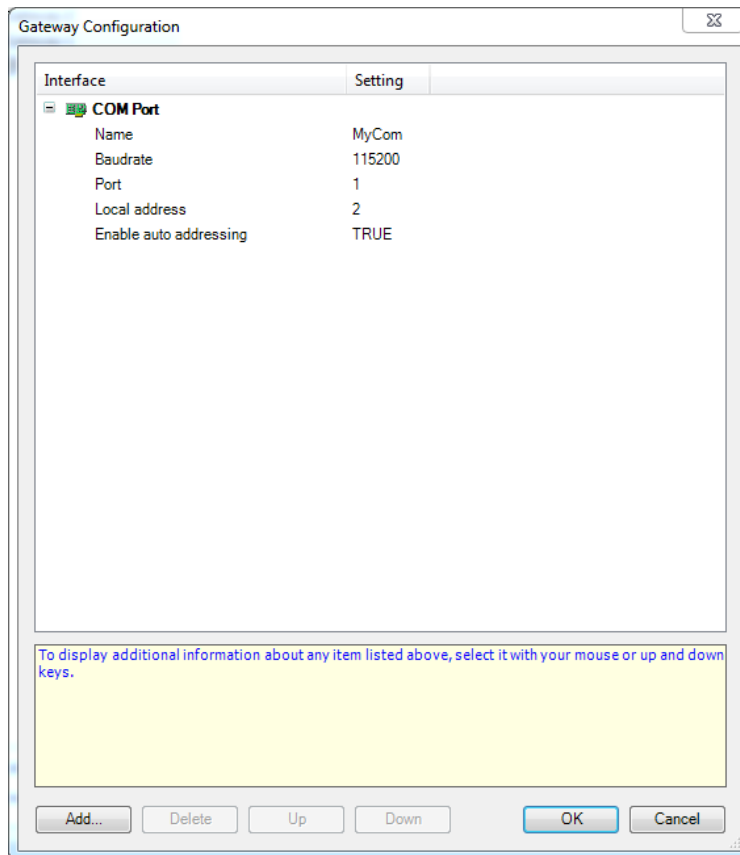 Gateway Configuration
Interface Setting
COM Port
Name MyCom
Baudrate 115200
Port 1
Local address 2
Enable auto addressing TRUE
To display additional information about any item listed above, select it with your mouse or up and down
keys.
Add... Delete Up Down OK Cancel